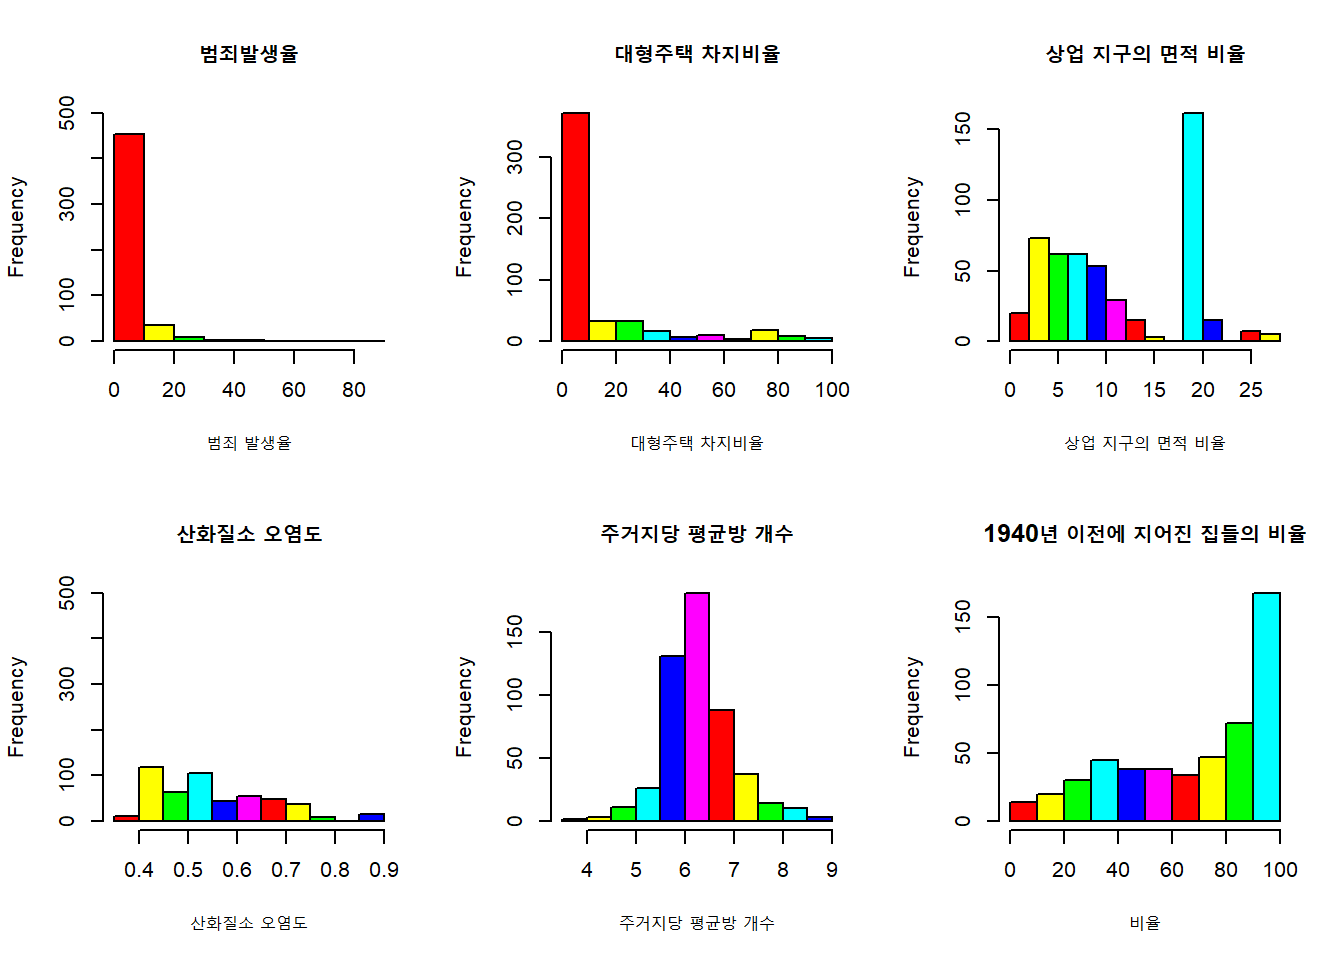 범죄발생율
Frequency
0 100 300 500
0 20 40 60 80
범죄 발생율
대형주택 차지비율
Frequency
0 100 200 300
0 20 40 60 80 100
대형주택 차지비율
상업 지구의 면적 비율
Frequency
0 50 100 150
0 5 10 15 20 25
상업 지구의 면적 비율
산화질소 오염도
Frequency
0 100 300 500
0.4 0.5 0.6 0.7 0.8 0.9
산화질소 오염도
주거지당 평균방 개수
Frequency
0 50 100 150
4 5 6 7 8 9
주거지당 평균방 개수
1940년 이전에 지어진 집들의 비율
Frequency
0 50 100 150
0 20 40 60 80 100
비율